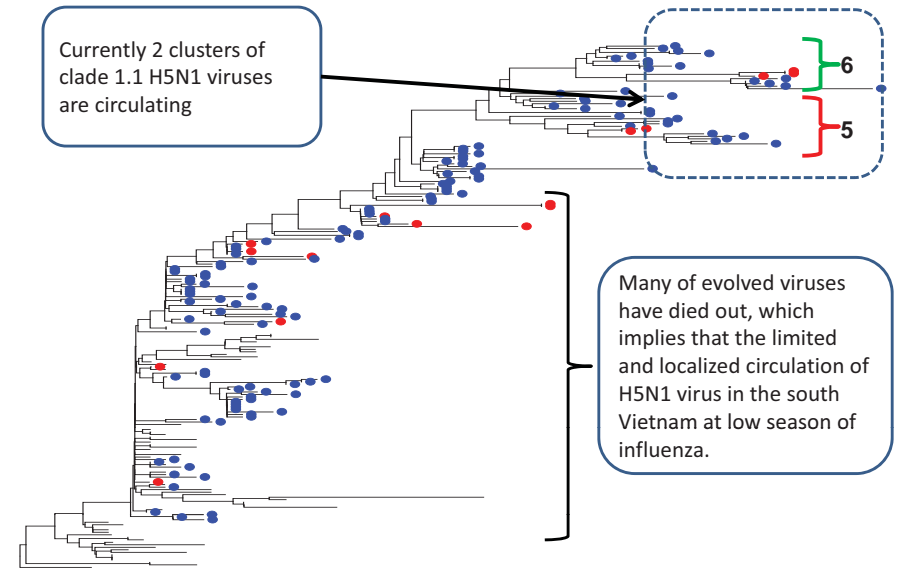 Currently 2 clusters of
clade 1.1 H5N1 viruses
are circulating
6
5
Many of evolved viruses
have died out, which
implies that the limited
and localized circulation of
H5N1 virus in the south
Vietnam at low season of
influenza.